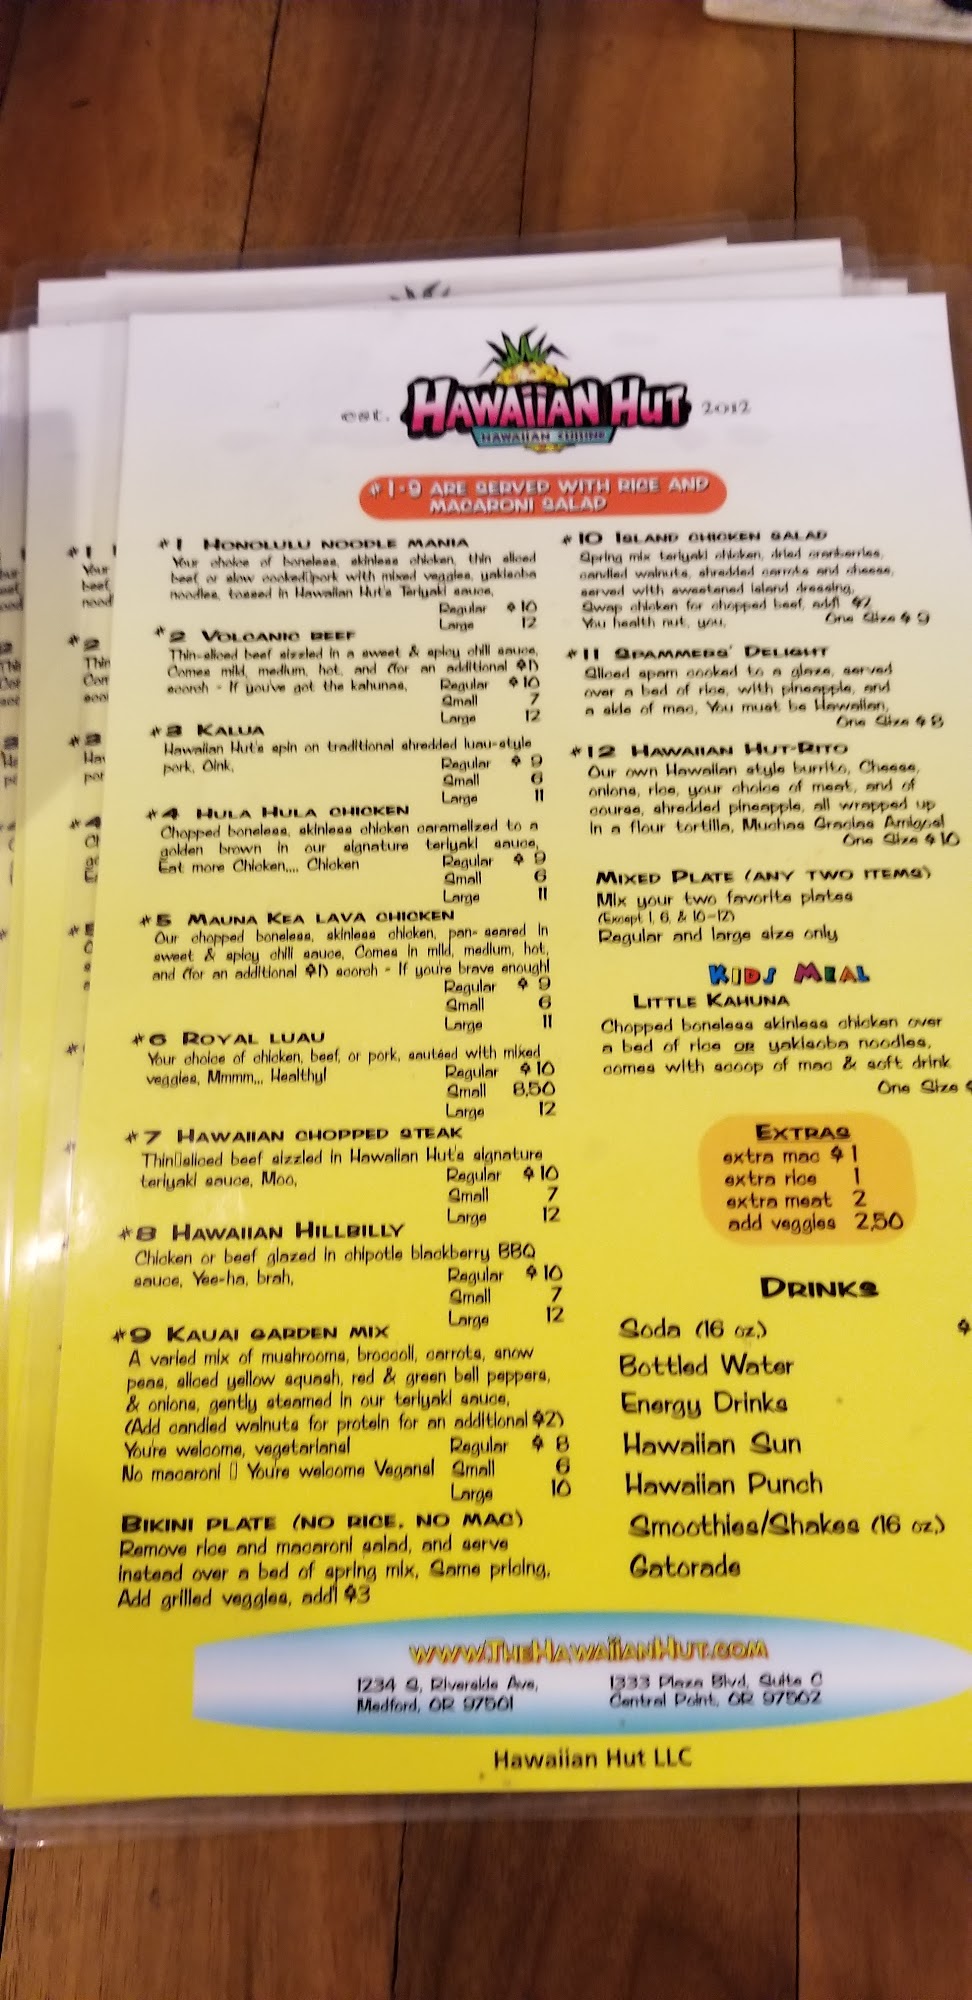 est. HAWAIIAN HUT 2012
HAWAIIAN CUISINE
#1-9 ARE SERVED WITH RICE AND
MACARONI SALAD
#1 HONOLULU NOODLE MANIA
Your choice of boneless, skinless chicken, thin sliced
beef or slow cooked▯pork with mixed veggies, yakisoba
noodles, tossed in Hawaiian Hut's Teriyaki sauce.
Regular $10
Large 12
#2 VOLCANIC BEEF
Thin-sliced beef sizzled in a sweet & spicy chili sauce.
Comes mild, medium, hot, and (for an additional $1)
scorch - If you've got the kahunas. Regular $10
Small 7
Large 12
#3 KALUA
Hawaiian Hut's spin on traditional shredded luau-style
pork. Oink. Regular $ 9
Small 6
Large 11
#4 HULA HULA CHICKEN
Chopped boneless, skinless chicken caramelized to a
golden brown in our signature teriyaki sauce.
Eat more Chicken.... Chicken Regular $ 9
Small 6
Large 11
#5 MAUNA KEA LAVA CHICKEN
Our chopped boneless, skinless chicken, pan- seared in
sweet & spicy chili sauce. Comes in mild, medium, hot,
and (for an additional $1) scorch - If you're brave enough!
Regular $ 9
Small 6
Large 11
#6 ROYAL LUAU
Your choice of chicken, beef, or pork, sautéed with mixed
veggies, Mmmm... Healthy! Regular $10
Small 8.50
Large 12
#7 HAWAIIAN CHOPPED STEAK
Thin▯sliced beef sizzled in Hawaiian Hut's signature
teriyaki sauce, Moo. Regular $10
Small 7
Large 12
#8 HAWAIIAN HILLBILLY
Chicken or beef glazed in chipotle blackberry BBQ
sauce, Yee-ha, brah. Regular $10
Small 7
Large 12
#9 KAUAI GARDEN MIX
A varied mix of mushrooms, broccoli, carrots, snow
peas, sliced yellow squash, red & green bell peppers,
& onions, gently steamed in our teriyaki sauce.
(Add candied walnuts for protein for an additional $2)
You're welcome, vegetarians! Regular $ 8
No macaroni ▯ You're welcome Vegans! Small 6
Large 10
BIKINI PLATE (NO RICE, NO MAC)
Remove rice and macaroni salad, and serve
instead over a bed of spring mix. Same pricing.
Add grilled veggies, add'l $3
#10 ISLAND CHICKEN SALAD
Spring mix teriyaki chicken, dried cranberries,
candied walnuts, shredded carrots and cheese,
served with sweetened island dressing.
Swap chicken for chopped beef, add'l $2
You health nut, you. One Size $ 9
#11 SPAMMERS' DELIGHT
Sliced spam cooked to a glaze, served
over a bed of rice, with pineapple, and
a side of mac. You must be Hawaiian.
One Size $ 8
#12 HAWAIIAN HUT-RITO
Our own Hawaiian style burrito. Cheese,
onions, rice, your choice of meat, and of
course, shredded pineapple, all wrapped up
in a flour tortilla. Muchas Gracias Amigos!
One Size $10
MIXED PLATE (ANY TWO ITEMS)
Mix your two favorite plates
(Except 1, 6, & 10-12)
Regular and large size only
KIDS MEAL
LITTLE KAHUNA
Chopped boneless skinless chicken over
a bed of rice OR yakisoba noodles,
comes with scoop of mac & soft drink
One Size $
EXTRAS
extra mac $ 1
extra rice 1
extra meat 2
add veggies 2.50
DRINKS
Soda (16 oz.) $
Bottled Water
Energy Drinks
Hawaiian Sun
Hawaiian Punch
Smoothies/Shakes (16 oz.)
Gatorade
WWW.THEHAWAIIANHUT.COM
1234 S. Riverside Ave.
Medford, OR 97501
1333 Plaza Blvd, Suite C
Central Point, OR 97502
Hawaiian Hut LLC